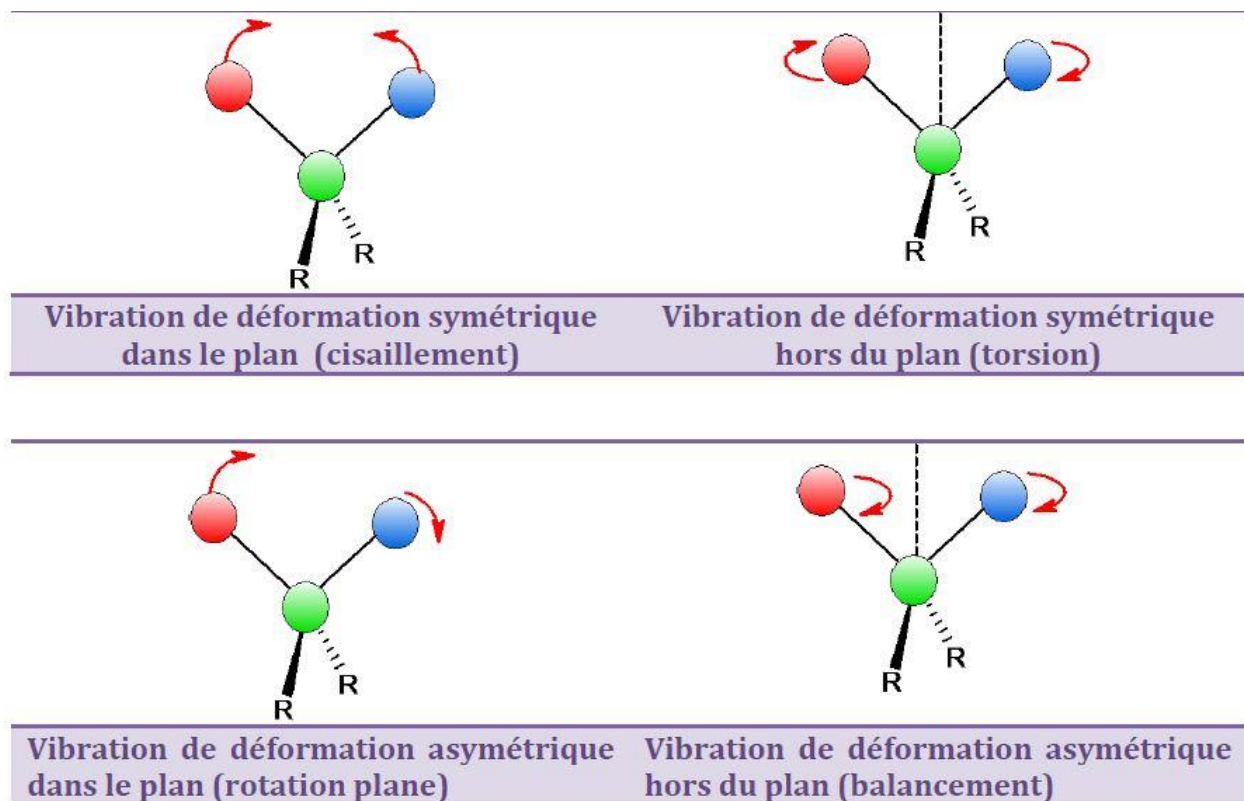 R
R
R
R
Vibration de déformation symétrique
dans le plan (cisaillement)
Vibration de déformation symétrique
hors du plan (torsion)
R
R
R
R
Vibration de déformation asymétrique
dans le plan (rotation plane)
Vibration de déformation asymétrique
hors du plan (balancement)